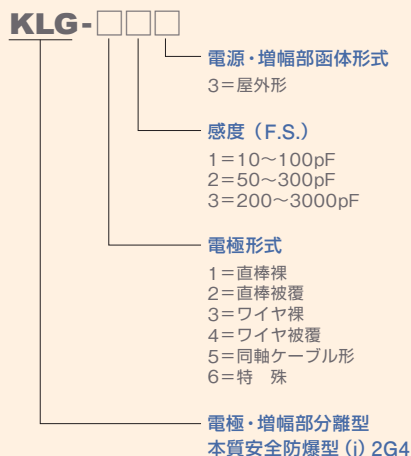 KLG-□□□
電源・増幅部函体形式
3＝屋外形
感度（F.S.）
1＝10～100pF
2＝50～300pF
3＝200～3000pF
電極形式
1＝直棒裸
2＝直棒被覆
3＝ワイヤ裸
4＝ワイヤ被覆
5＝同軸ケーブル形
6＝特　殊
電極・増幅部分離型
本質安全防爆型（i）2G4